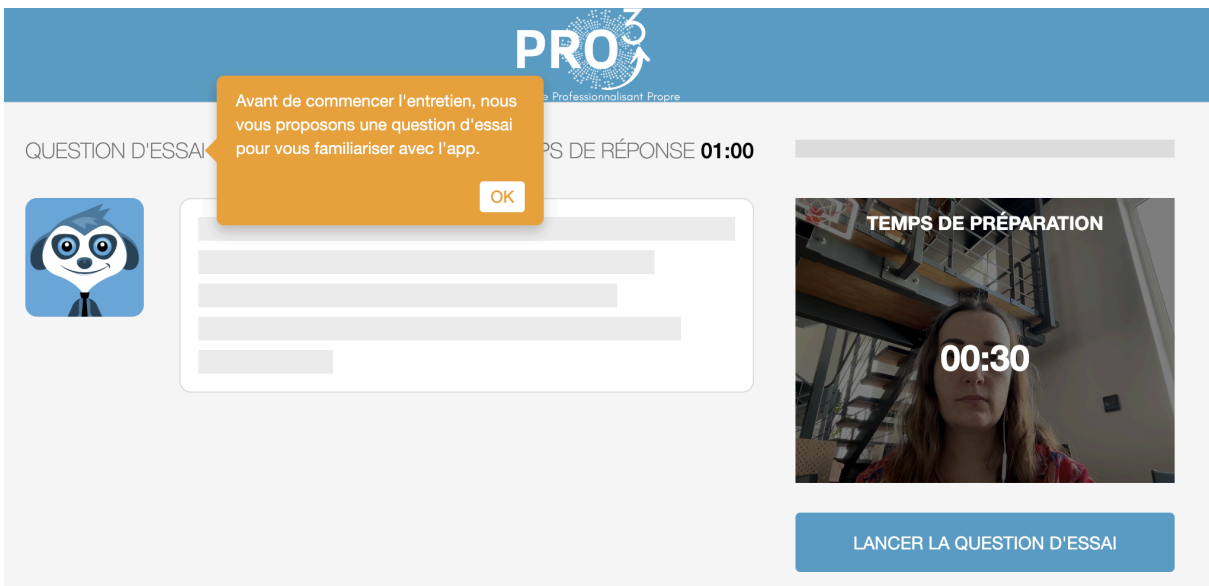 PRO3
e Professionnalisant Propre
Avant de commencer l'entretien, nous
vous proposons une question d'essai
pour vous familiariser avec l'app.
OK
QUESTION D'ESSAI
PS DE RÉPONSE 01:00
TEMPS DE PRÉPARATION
00:30
LANCER LA QUESTION D'ESSAI